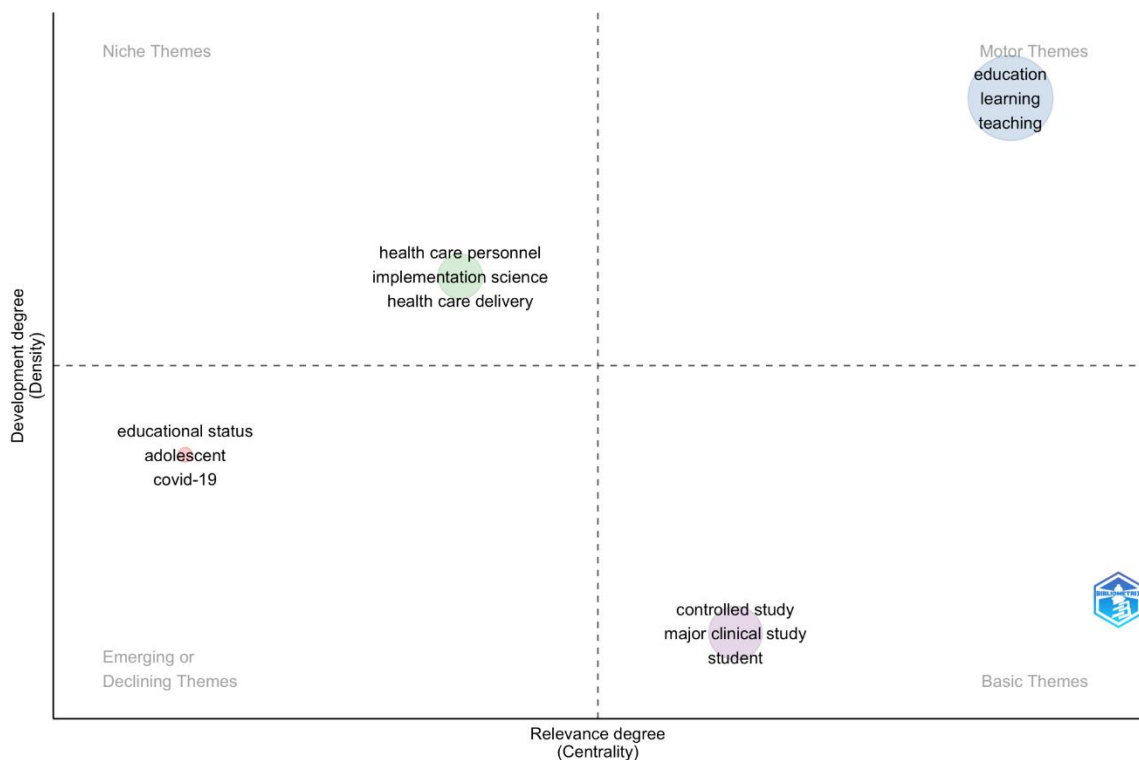 Niche Themes
Motor Themes
education
learning
teaching
health care personnel
implementation science
health care delivery
Development degree
(Density)
educational status
adolescent
covid-19
controlled study
major clinical study
student
BIBLIOMETRIX
Emerging or
Declining Themes
Basic Themes
Relevance degree
(Centrality)